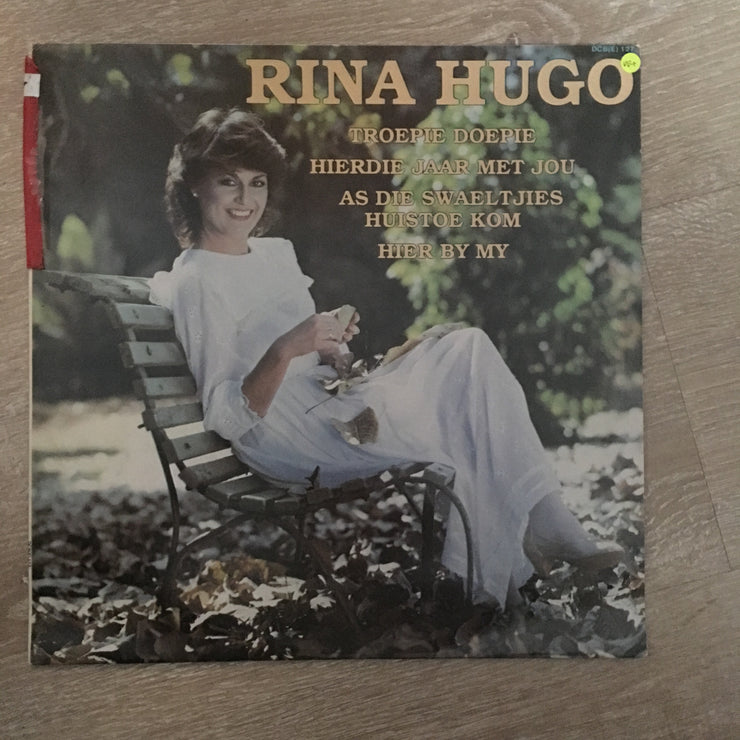 RINA HUGO
TROEPIE DOEPIE
HIERDIE JAAR MET JOU
AS DIE SWAELTJIES
HUISTOE KOM
HIER BY MY